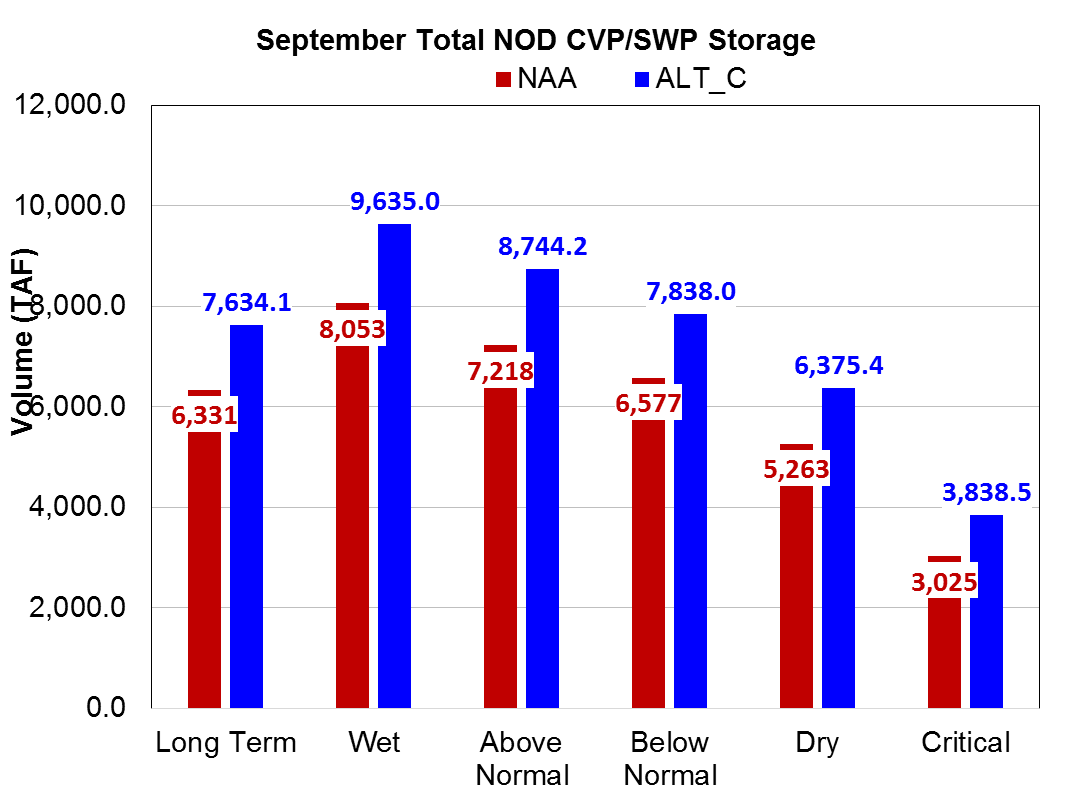 September Total NOD CVP/SWP Storage
NAA ALT_C
Volume (TAF)
12,000.0
10,000.0
8,000.0
6,000.0
4,000.0
2,000.0
0.0
6,331
7,634.1
8,053
9,635.0
7,218
8,744.2
6,577
7,838.0
5,263
6,375.4
3,025
3,838.5
Long Term
Wet
Above
Normal
Below
Normal
Dry
Critical